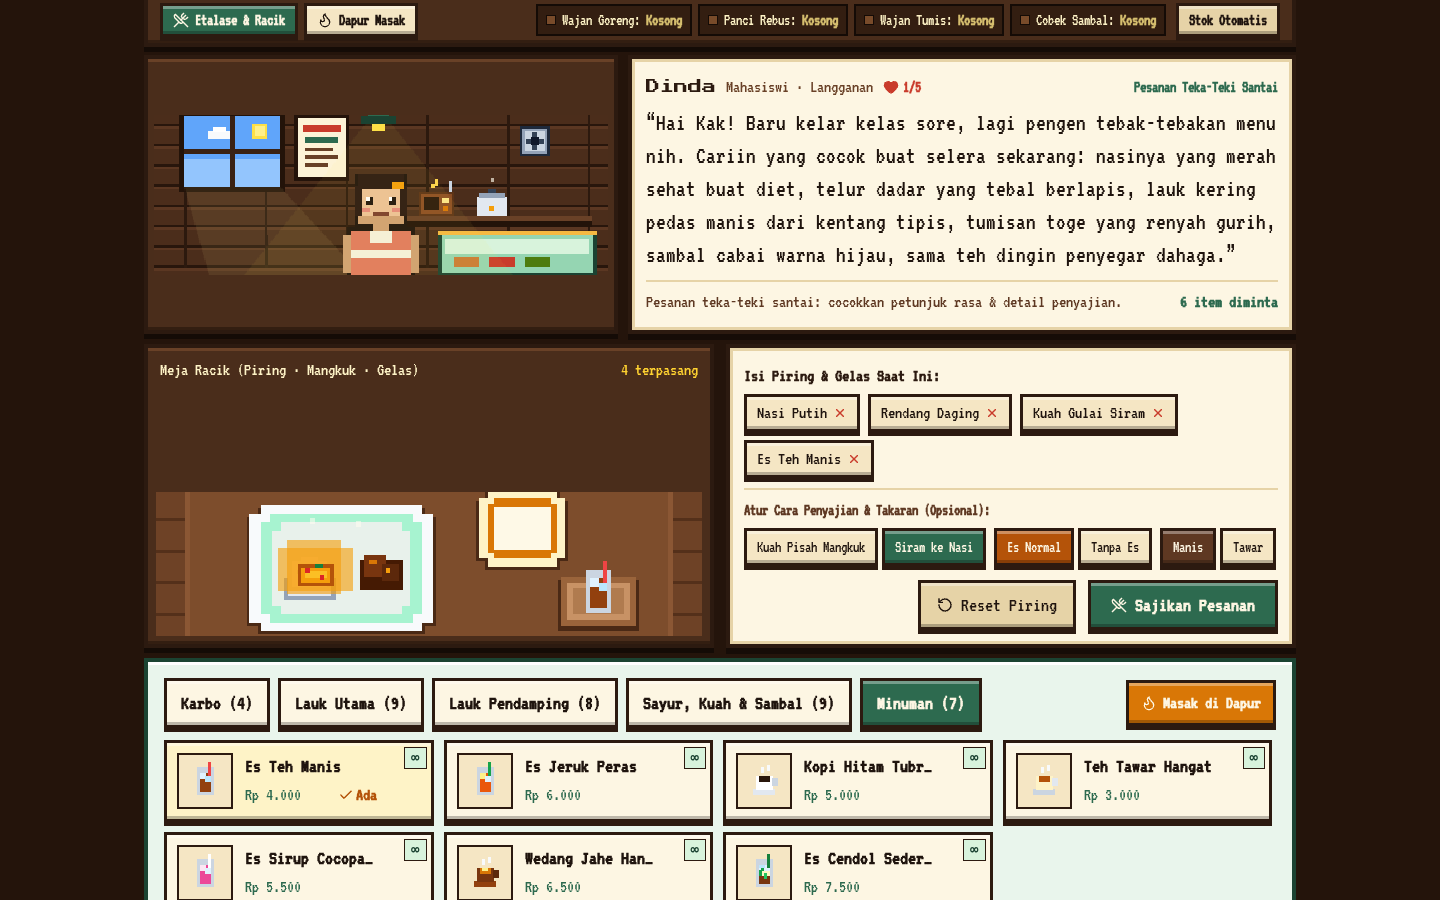 Etalase & Racik
Dapur Masak
Wajan Goreng: Kosong
Panci Rebus: Kosong
Wajan Tumis: Kosong
Cobek Sambal: Kosong
Stok Otomatis
Dinda Mahasiswi · Langganan 1/5
Pesanan Teka-Teki Santai
“Hai Kak! Baru kelar kelas sore, lagi pengen tebak-tebakan menu
nih. Cariin yang cocok buat selera sekarang: nasinya yang merah
sehat buat diet, telur dadar yang tebal berlapis, lauk kering
pedas manis dari kentang tipis, tumisan toge yang renyah gurih,
sambal cabai warna hijau, sama teh dingin penyegar dahaga.”
Pesanan teka-teki santai: cocokkan petunjuk rasa & detail penyajian.
6 item diminta
Meja Racik (Piring · Mangkuk · Gelas)
4 terpasang
Isi Piring & Gelas Saat Ini:
Nasi Putih ×
Rendang Daging ×
Kuah Gulai Siram ×
Es Teh Manis ×
Atur Cara Penyajian & Takaran (Opsional):
Kuah Pisah Mangkuk
Siram ke Nasi
Es Normal
Tanpa Es
Manis
Tawar
Reset Piring
Sajikan Pesanan
Karbo (4)
Lauk Utama (9)
Lauk Pendamping (8)
Sayur, Kuah & Sambal (9)
Minuman (7)
Masak di Dapur
Es Teh Manis
∞
Rp 4.000
✓ Ada
Es Jeruk Peras
∞
Rp 6.000
Kopi Hitam Tubr…
∞
Rp 5.000
Teh Tawar Hangat
∞
Rp 3.000
Es Sirup Cocopa…
∞
Rp 5.500
Wedang Jahe Han…
∞
Rp 6.500
Es Cendol Seder…
∞
Rp 7.500